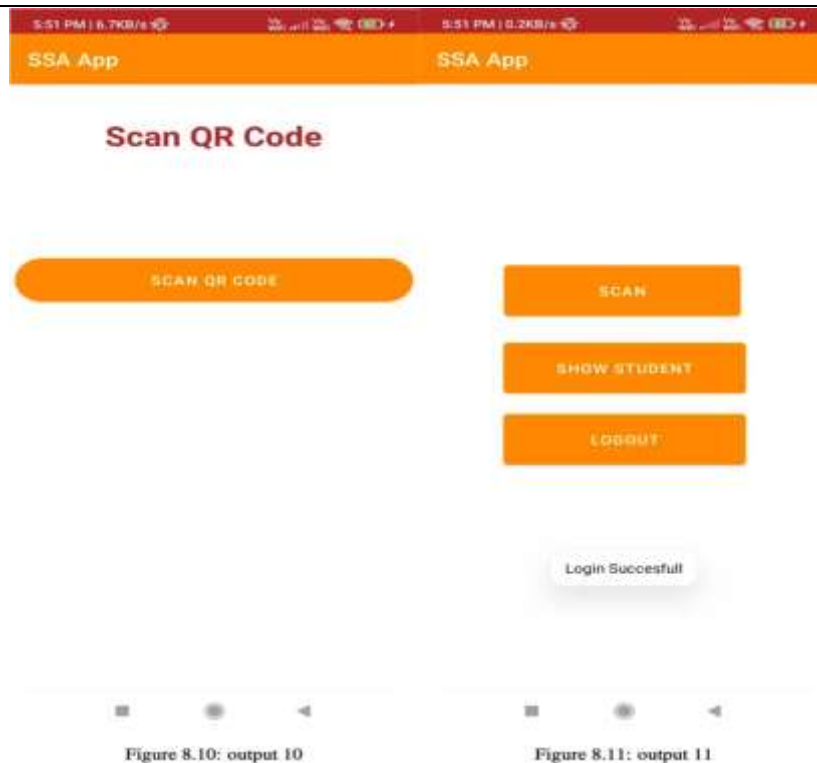 5:51 PM | 6.7KB/s
SSA App
Scan QR Code
SCAN QR CODE
Figure 8.10: output 10
5:51 PM | 0.2KB/s
SSA App
SCAN
SHOW STUDENT
LOGOUT
Login Succesfull
Figure 8.11: output 11